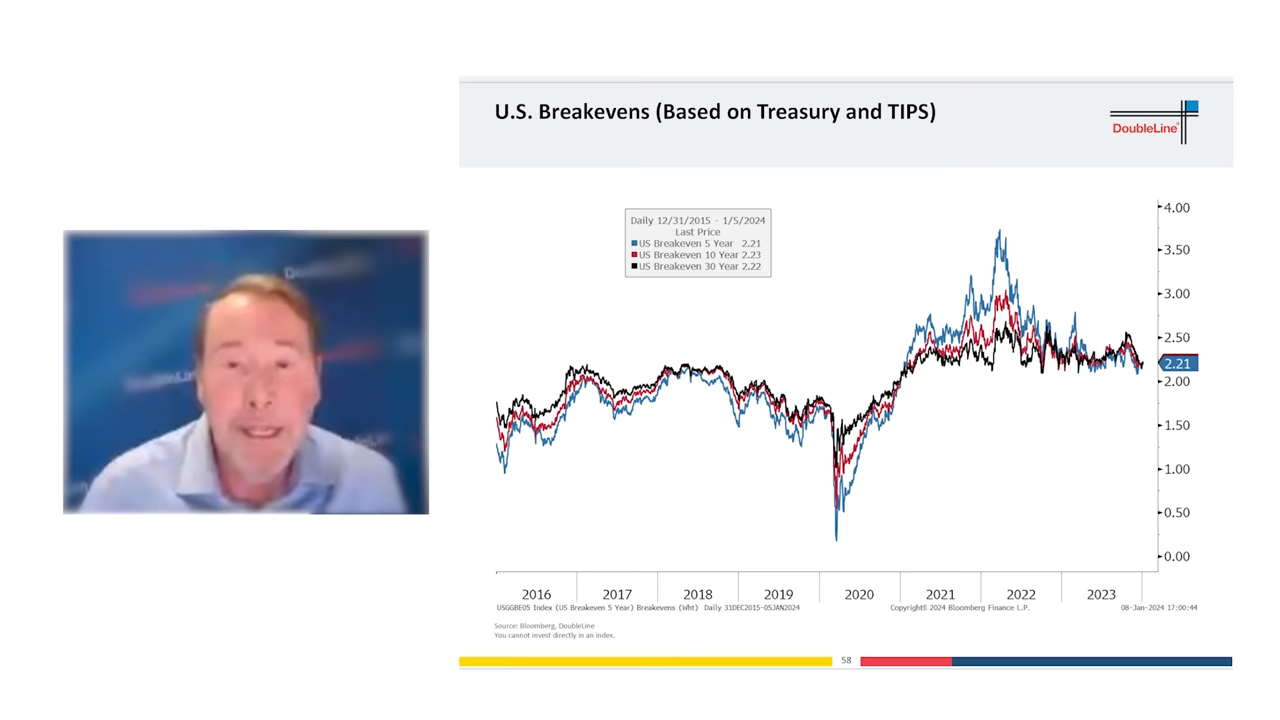 U.S. Breakevens (Based on Treasury and TIPS)
DoubleLine®
Daily 12/31/2015 - 1/5/2024
Last Price
US Breakeven 5 Year 2.21
US Breakeven 10 Year 2.23
US Breakeven 30 Year 2.22
4.00
3.50
3.00
2.50
2.21
2.00
1.50
1.00
0.50
0.00
2016 2017 2018 2019 2020 2021 2022 2023
USGGBE05 Index (US Breakeven 5 Year) Breakevens (Wht) Daily 31DEC2015-05JAN2024 Copyright© 2024 Bloomberg Finance L.P. 08-Jan-2024 17:00:44
Source: Bloomberg, DoubleLine
You cannot invest directly in an index.
58